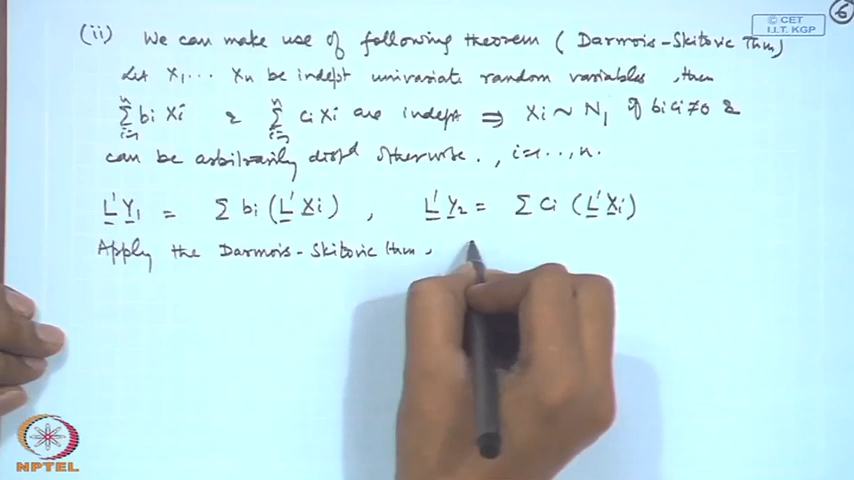 6
© CET
I.I.T. KGP
(ii) We can make use of following theorem (Darmois-Skitovic Thm)
Let X1 ... Xn be indept univariate random variables, then
n∑i=1 bi Xi & n∑i=1 ci Xi are indept ⇒ Xi ~ N1 if bi ci ≠ 0 &
can be arbitrarily distd otherwise., i=1..., n.
L' Y1 = ∑ bi (L' Xi), L' Y2 = ∑ Ci (L' Xi)
Apply the Darmois-Skitovic thm.
NPTEL